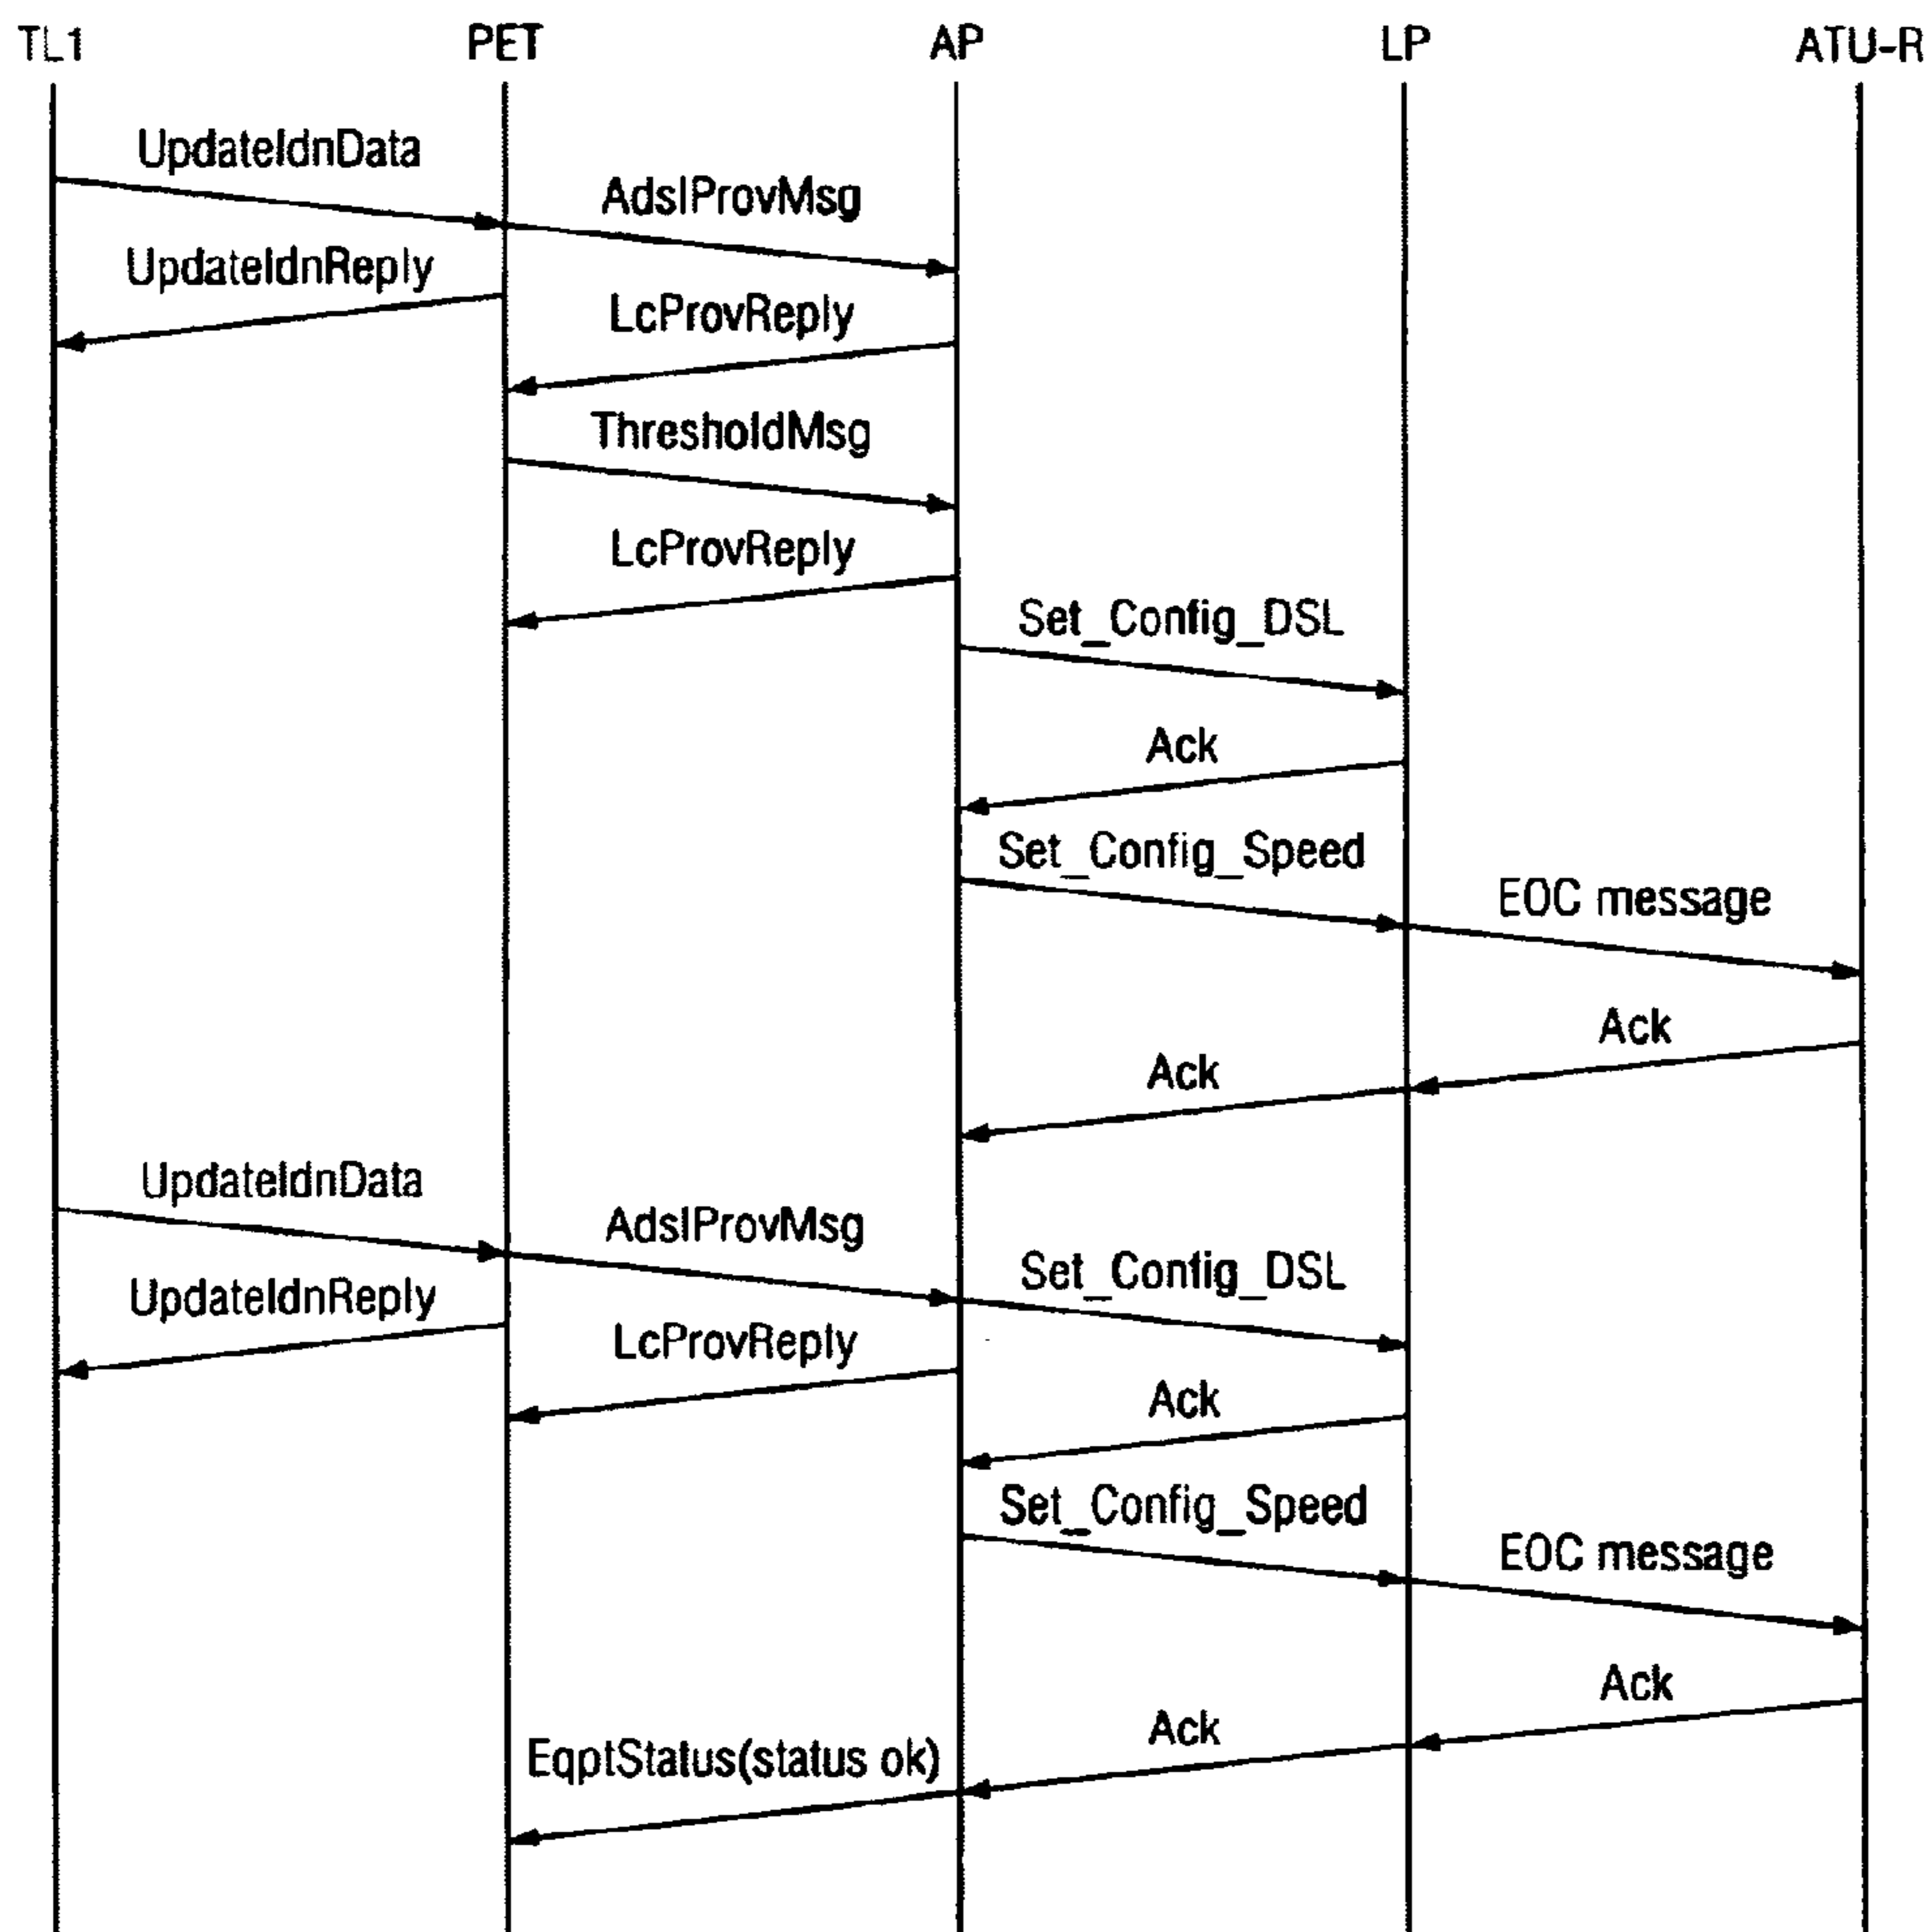 TL1 PET AP LP ATU-R
UpdateIdnData
AdslProvMsg
UpdateIdnReply
LcProvReply
ThresholdMsg
LcProvReply
Set_Config_DSL
Ack
Set_Config_Speed
EOC message
Ack
Ack
UpdateIdnData
AdslProvMsg
Set_Config_DSL
UpdateIdnReply
LcProvReply
Ack
Set_Config_Speed
EOC message
Ack
Ack
EqptStatus(status ok)